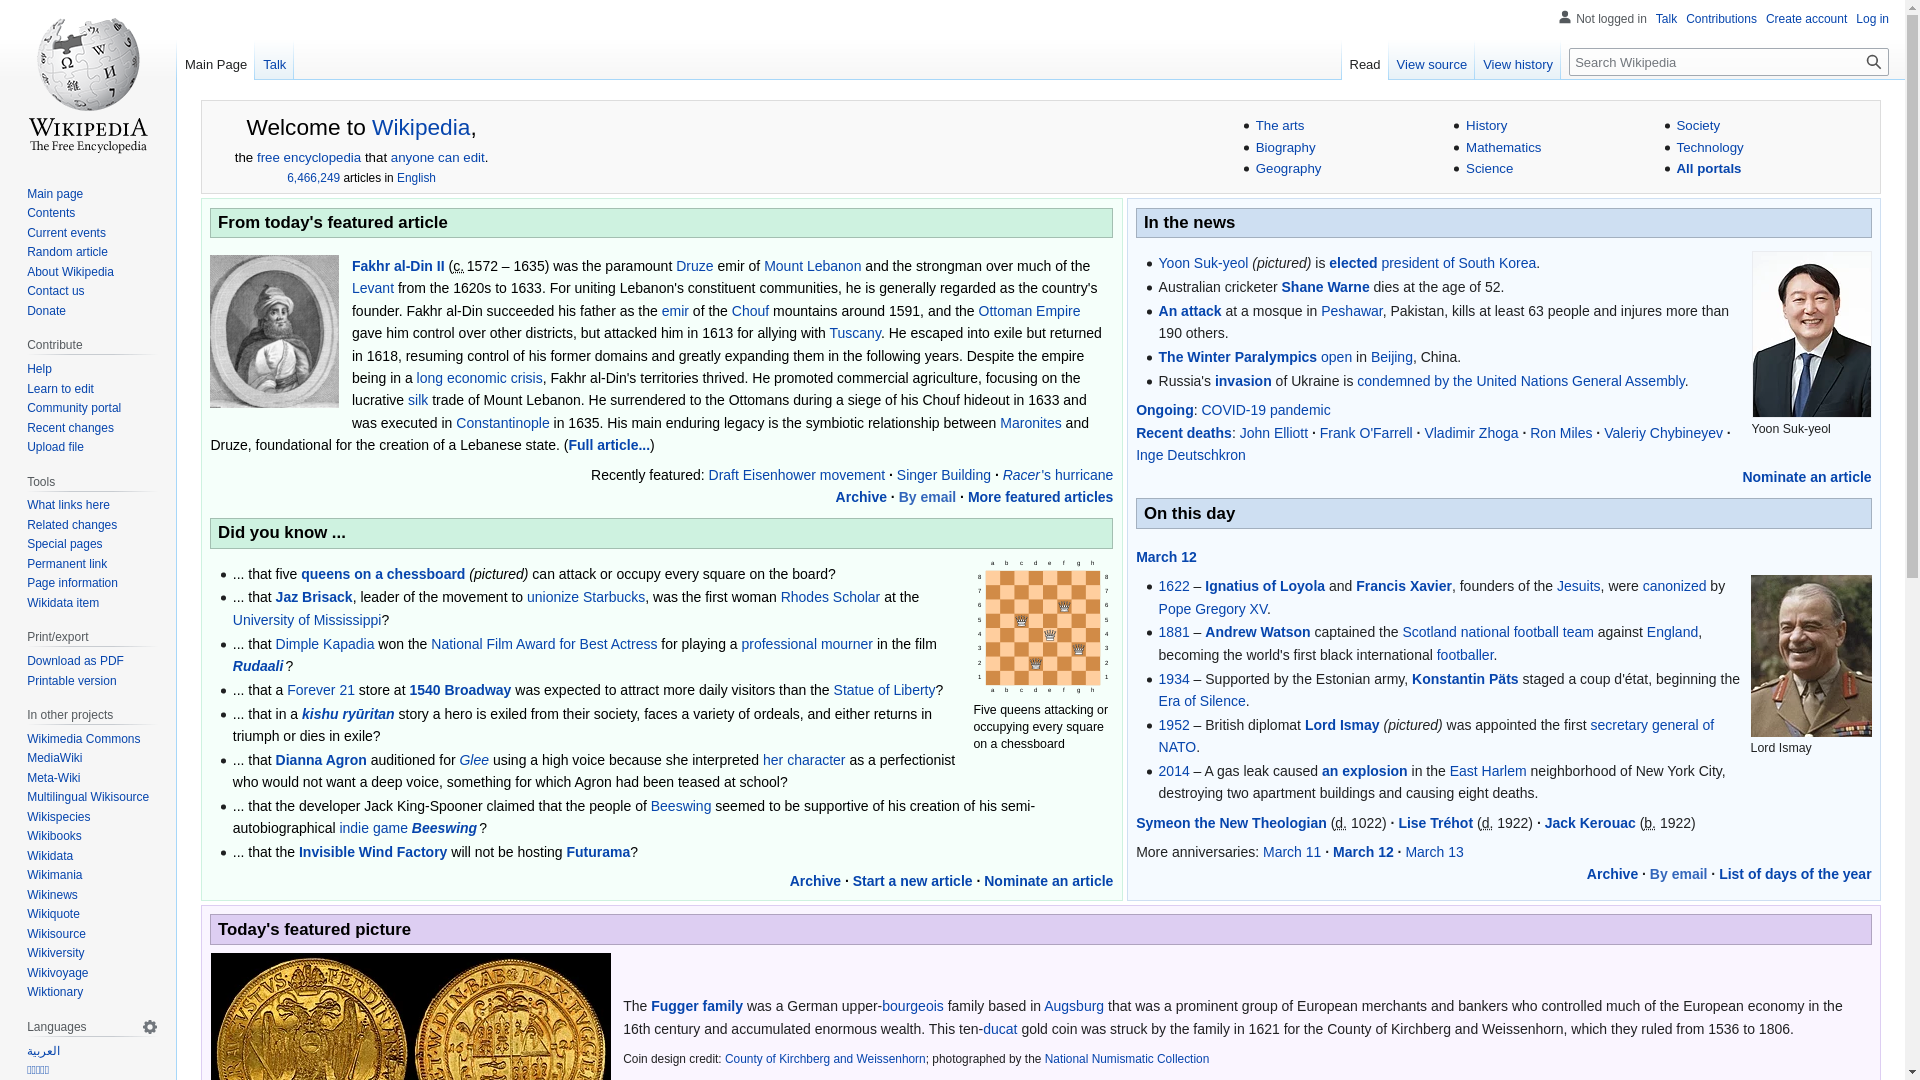 Not logged in Talk Contributions Create account Log in
Main Page Talk
Read View source View history Search Wikipedia
WIKIPEDIA
The Free Encyclopedia
Main page
Contents
Current events
Random article
About Wikipedia
Contact us
Donate
Contribute
Help
Learn to edit
Community portal
Recent changes
Upload file
Tools
What links here
Related changes
Special pages
Permanent link
Page information
Wikidata item
Print/export
Download as PDF
Printable version
In other projects
Wikimedia Commons
MediaWiki
Meta-Wiki
Multilingual Wikisource
Wikispecies
Wikibooks
Wikidata
Wikimania
Wikinews
Wikiquote
Wikisource
Wikiversity
Wikivoyage
Wiktionary
Languages
العربية
Welcome to Wikipedia,
the free encyclopedia that anyone can edit.
6,466,249 articles in English
The arts
Biography
Geography
History
Mathematics
Science
Society
Technology
All portals
From today's featured article
Fakhr al-Din II (c. 1572 – 1635) was the paramount Druze emir of Mount Lebanon and the strongman over much of the
Levant from the 1620s to 1633. For uniting Lebanon's constituent communities, he is generally regarded as the country's
founder. Fakhr al-Din succeeded his father as the emir of the Chouf mountains around 1591, and the Ottoman Empire
gave him control over other districts, but attacked him in 1613 for allying with Tuscany. He escaped into exile but returned
in 1618, resuming control of his former domains and greatly expanding them in the following years. Despite the empire
being in a long economic crisis, Fakhr al-Din's territories thrived. He promoted commercial agriculture, focusing on the
lucrative silk trade of Mount Lebanon. He surrendered to the Ottomans during a siege of his Chouf hideout in 1633 and
was executed in Constantinople in 1635. His main enduring legacy is the symbiotic relationship between Maronites and
Druze, foundational for the creation of a Lebanese state. (Full article...)
Recently featured: Draft Eisenhower movement · Singer Building · Racer's hurricane
Archive · By email · More featured articles
Did you know ...
... that five queens on a chessboard (pictured) can attack or occupy every square on the board?
... that Jaz Brisack, leader of the movement to unionize Starbucks, was the first woman Rhodes Scholar at the
University of Mississippi?
... that Dimple Kapadia won the National Film Award for Best Actress for playing a professional mourner in the film
Rudaali?
... that a Forever 21 store at 1540 Broadway was expected to attract more daily visitors than the Statue of Liberty?
... that in a kishu ryūritan story a hero is exiled from their society, faces a variety of ordeals, and either returns in
triumph or dies in exile?
... that Dianna Agron auditioned for Glee using a high voice because she interpreted her character as a perfectionist
who would not want a deep voice, something for which Agron had been teased at school?
... that the developer Jack King-Spooner claimed that the people of Beeswing seemed to be supportive of his creation of his semi-
autobiographical indie game Beeswing?
... that the Invisible Wind Factory will not be hosting Futurama?
a b c d e f g h
8 8
7 7
6 6
5 5
4 4
3 3
2 2
1 1
a b c d e f g h
Five queens attacking or
occupying every square
on a chessboard
Archive · Start a new article · Nominate an article
In the news
Yoon Suk-yeol (pictured) is elected president of South Korea.
Australian cricketer Shane Warne dies at the age of 52.
An attack at a mosque in Peshawar, Pakistan, kills at least 63 people and injures more than
190 others.
The Winter Paralympics open in Beijing, China.
Russia's invasion of Ukraine is condemned by the United Nations General Assembly.
Yoon Suk-yeol
Ongoing: COVID-19 pandemic
Recent deaths: John Elliott · Frank O'Farrell · Vladimir Zhoga · Ron Miles · Valeriy Chybineyev ·
Inge Deutschkron
Nominate an article
On this day
March 12
1622 – Ignatius of Loyola and Francis Xavier, founders of the Jesuits, were canonized by
Pope Gregory XV.
1881 – Andrew Watson captained the Scotland national football team against England,
becoming the world's first black international footballer.
1934 – Supported by the Estonian army, Konstantin Päts staged a coup d'état, beginning the
Era of Silence.
1952 – British diplomat Lord Ismay (pictured) was appointed the first secretary general of
NATO.
2014 – A gas leak caused an explosion in the East Harlem neighborhood of New York City,
destroying two apartment buildings and causing eight deaths.
Lord Ismay
Symeon the New Theologian (d. 1022) · Lise Tréhot (d. 1922) · Jack Kerouac (b. 1922)
More anniversaries: March 11 · March 12 · March 13
Archive · By email · List of days of the year
Today's featured picture
The Fugger family was a German upper-bourgeois family based in Augsburg that was a prominent group of European merchants and bankers who controlled much of the European economy in the
16th century and accumulated enormous wealth. This ten-ducat gold coin was struck by the family in 1621 for the County of Kirchberg and Weissenhorn, which they ruled from 1536 to 1806.
Coin design credit: County of Kirchberg and Weissenhorn; photographed by the National Numismatic Collection